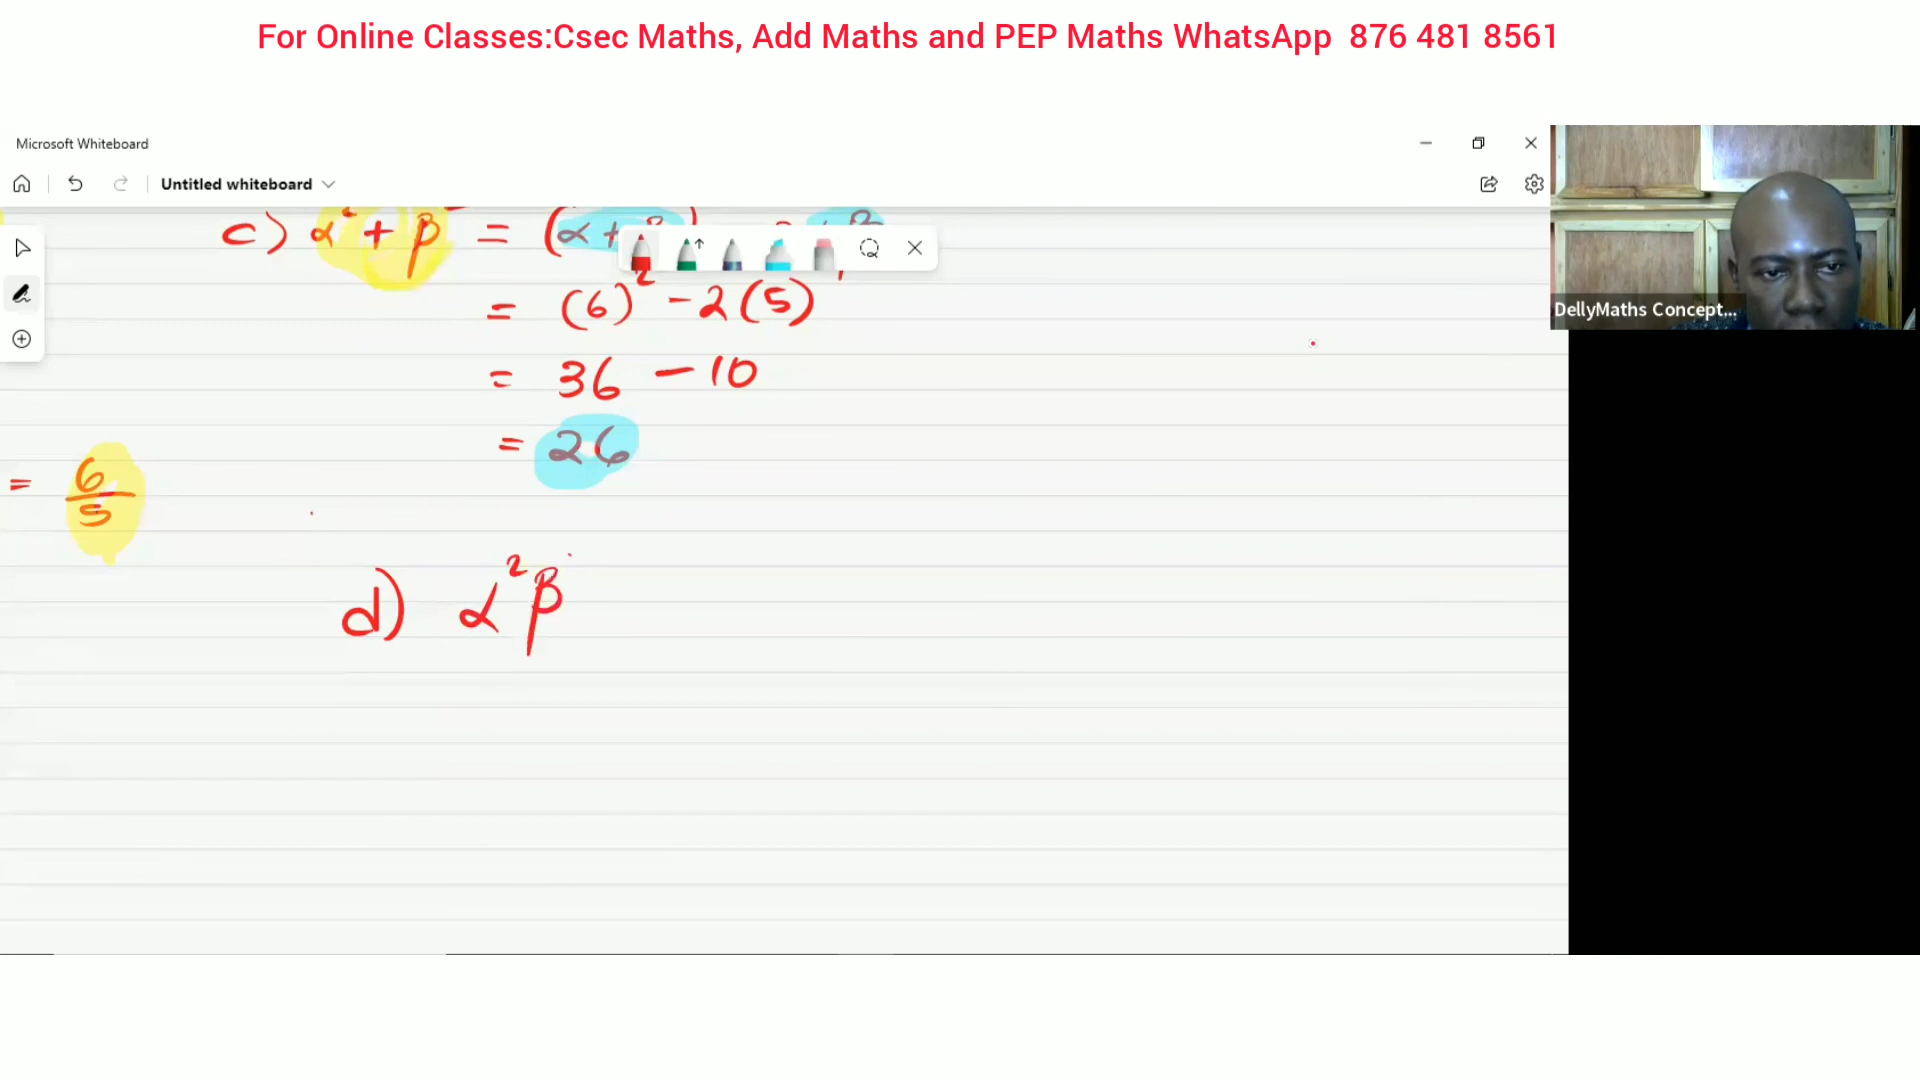 For Online Classes:Csec Maths, Add Maths and PEP Maths WhatsApp 876 481 8561
Microsoft Whiteboard
Untitled whiteboard
DellyMaths Concept...
c) α² + β² = (α+
= (6)² - 2(5)
= 36 - 10
= 26
= 6/5
d) α²β